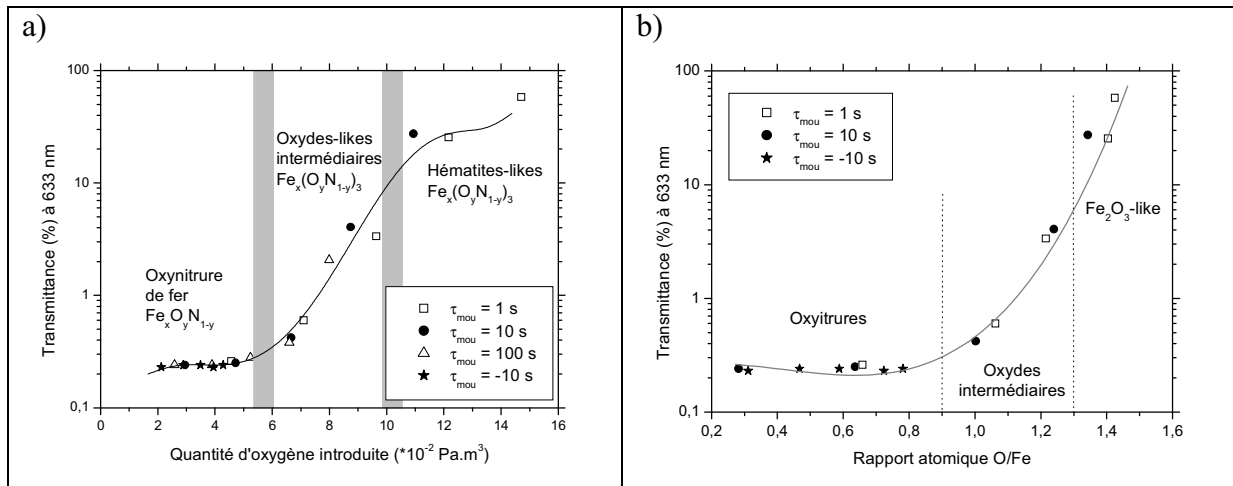 a)
Transmittance (%) à 633 nm
100
10
1
0,1
Oxynitrure
de fer
FeₓOᵧN₁₋ᵧ
Oxydes-likes
intermédiaires
Feₓ(OᵧN₁₋ᵧ)₃
Hématites-likes
Feₓ(OᵧN₁₋ᵧ)₃
τmou = 1 s
τmou = 10 s
τmou = 100 s
τmou = -10 s
0 2 4 6 8 10 12 14 16
Quantité d'oxygène introduite (*10⁻² Pa.m³)
b)
Transmittance (%) à 633 nm
100
10
1
0,1
τmou = 1 s
τmou = 10 s
τmou = -10 s
Fe₂O₃-like
Oxyitrures
Oxydes
intermédiaires
0,2 0,4 0,6 0,8 1,0 1,2 1,4 1,6
Rapport atomique O/Fe